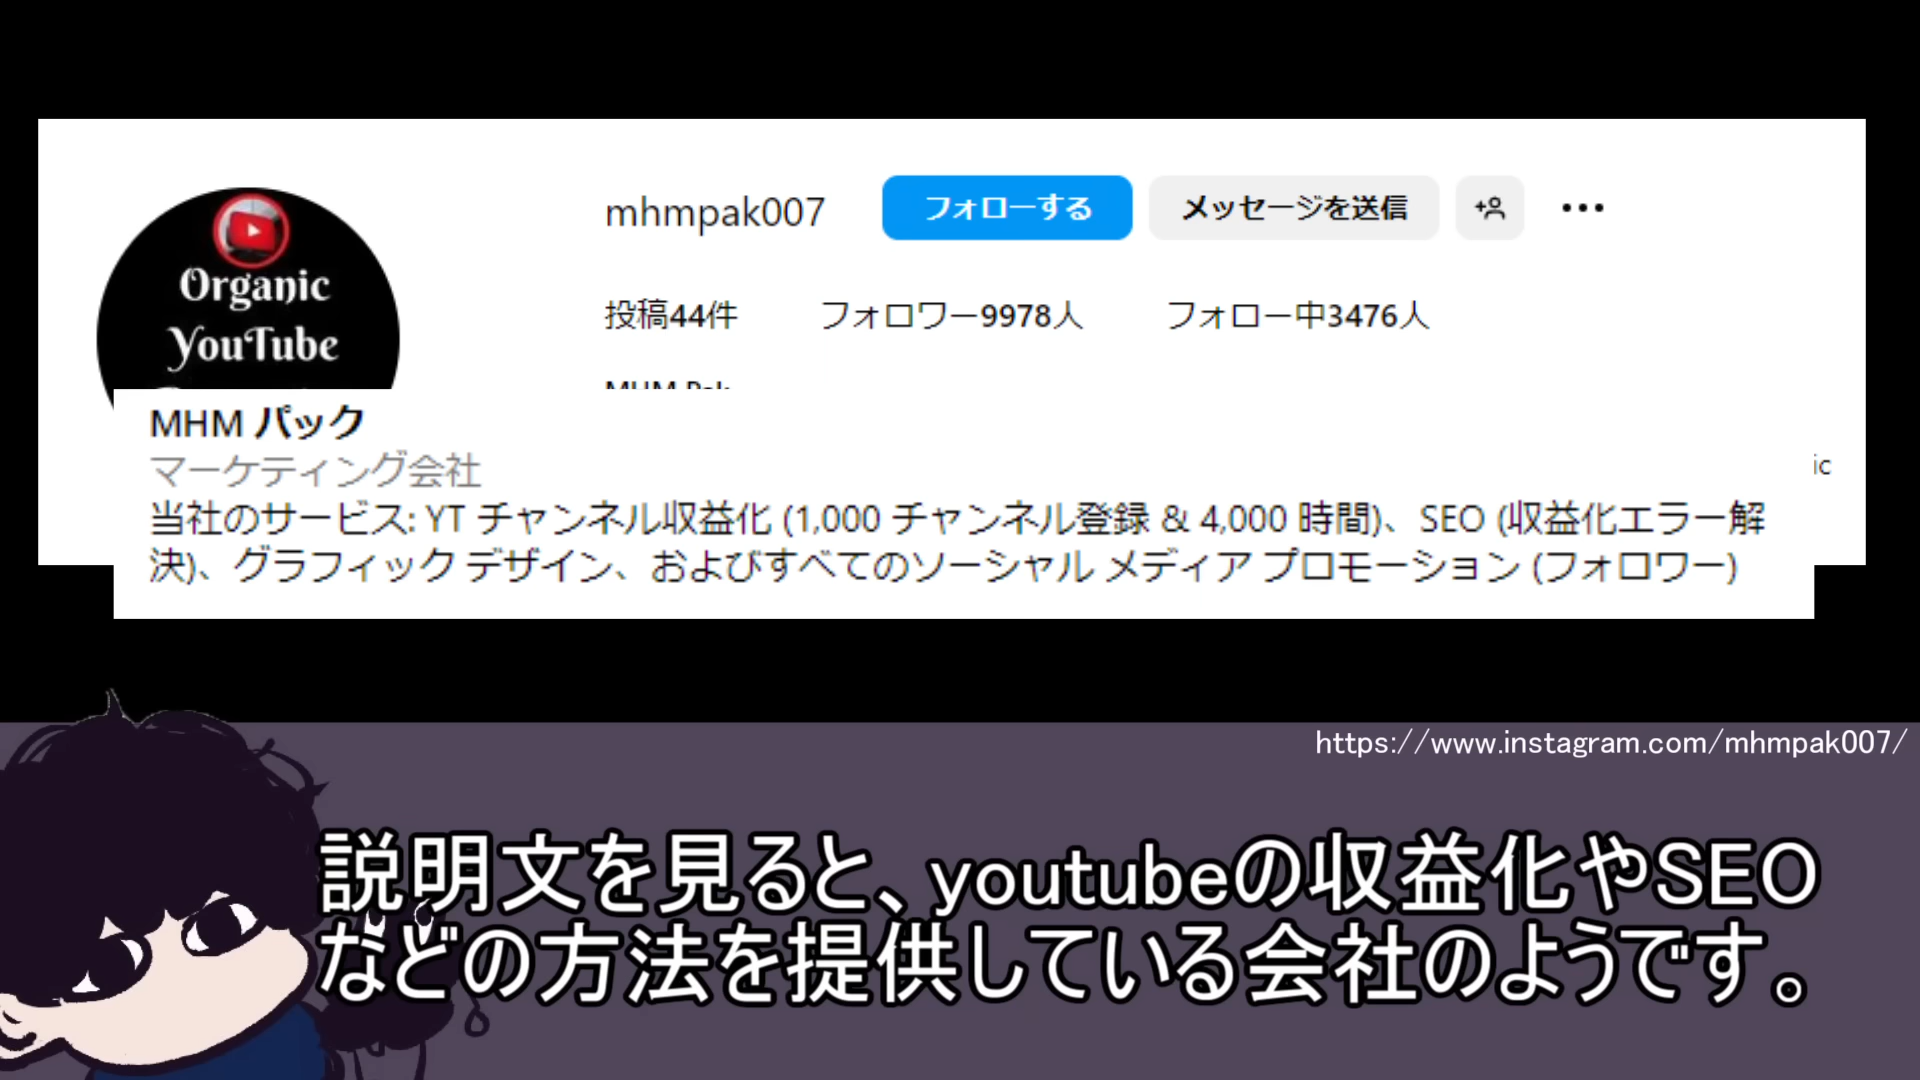 mhmpak007
フォローする
メッセージを送信
Organic
YouTube
投稿44件
フォロワー9978人
フォロー中3476人
MHM Pak
MHM パック
マーケティング会社
ic
当社のサービス: YT チャンネル収益化 (1,000 チャンネル登録 & 4,000 時間)、SEO (収益化エラー解
決)、グラフィック デザイン、およびすべてのソーシャル メディア プロモーション (フォロワー)
https://www.instagram.com/mhmpak007/
説明文を見ると、youtubeの収益化やSEO
などの方法を提供している会社のようです。